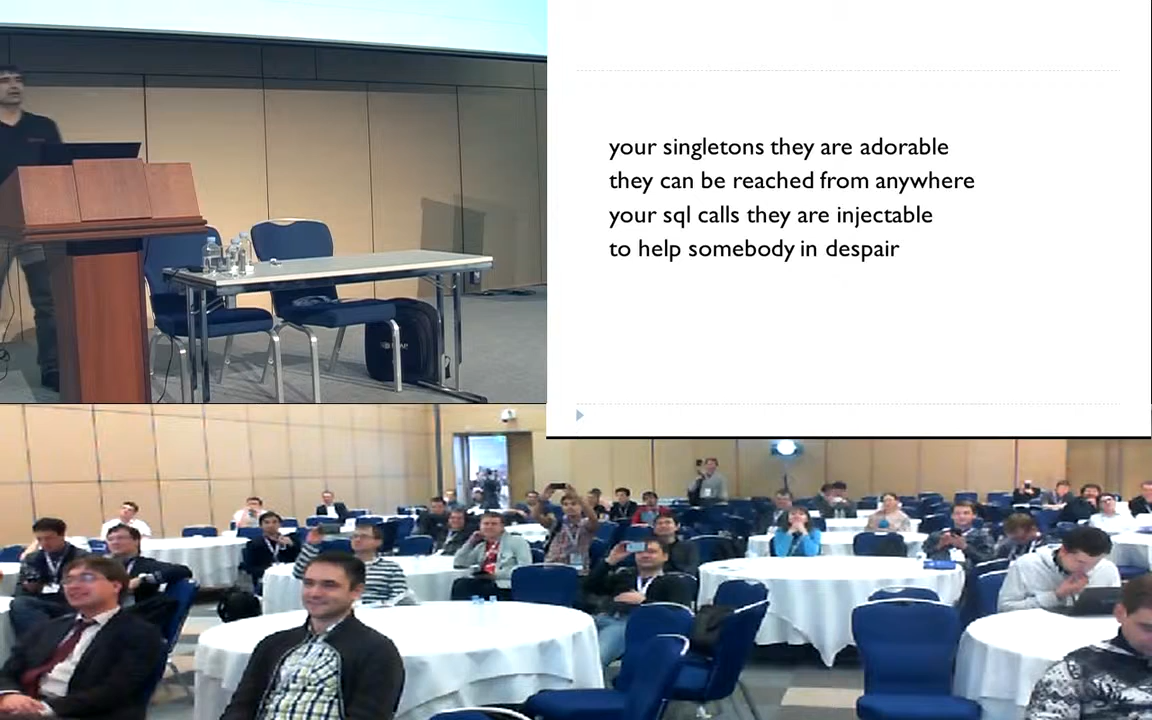 your singletons they are adorable
they can be reached from anywhere
your sql calls they are injectable
to help somebody in despair